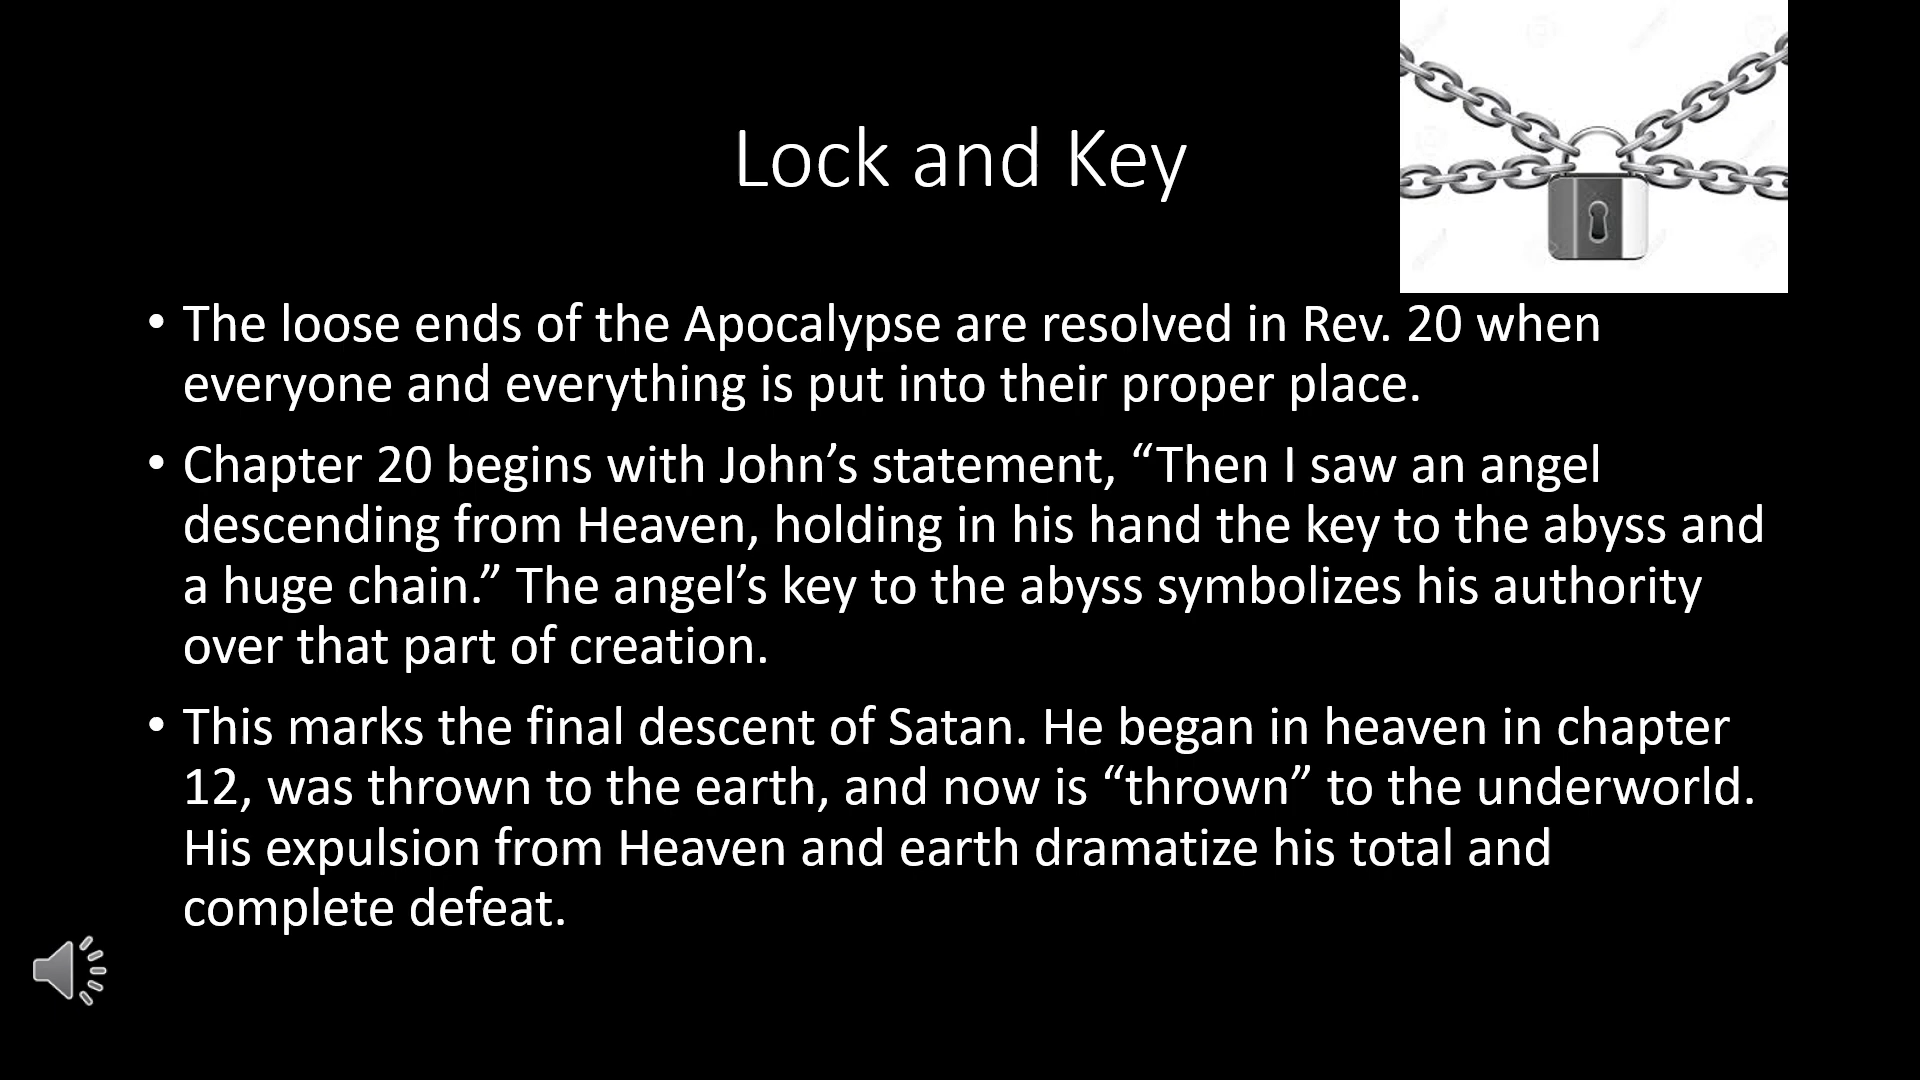 Lock and Key
• The loose ends of the Apocalypse are resolved in Rev. 20 when
everyone and everything is put into their proper place.
• Chapter 20 begins with John’s statement, “Then I saw an angel
descending from Heaven, holding in his hand the key to the abyss and
a huge chain.” The angel’s key to the abyss symbolizes his authority
over that part of creation.
• This marks the final descent of Satan. He began in heaven in chapter
12, was thrown to the earth, and now is “thrown” to the underworld.
His expulsion from Heaven and earth dramatize his total and
complete defeat.